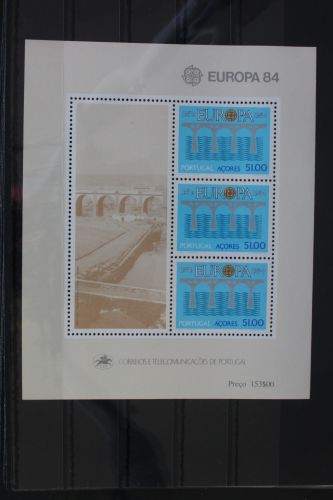 EUROPA 84
EUROPA
PORTUGAL AÇORES 51.00
EUROPA
PORTUGAL AÇORES 51.00
EUROPA
PORTUGAL AÇORES 51.00
CORREIOS E TELECOMUNICAÇÕES DE PORTUGAL
Preço 153$00